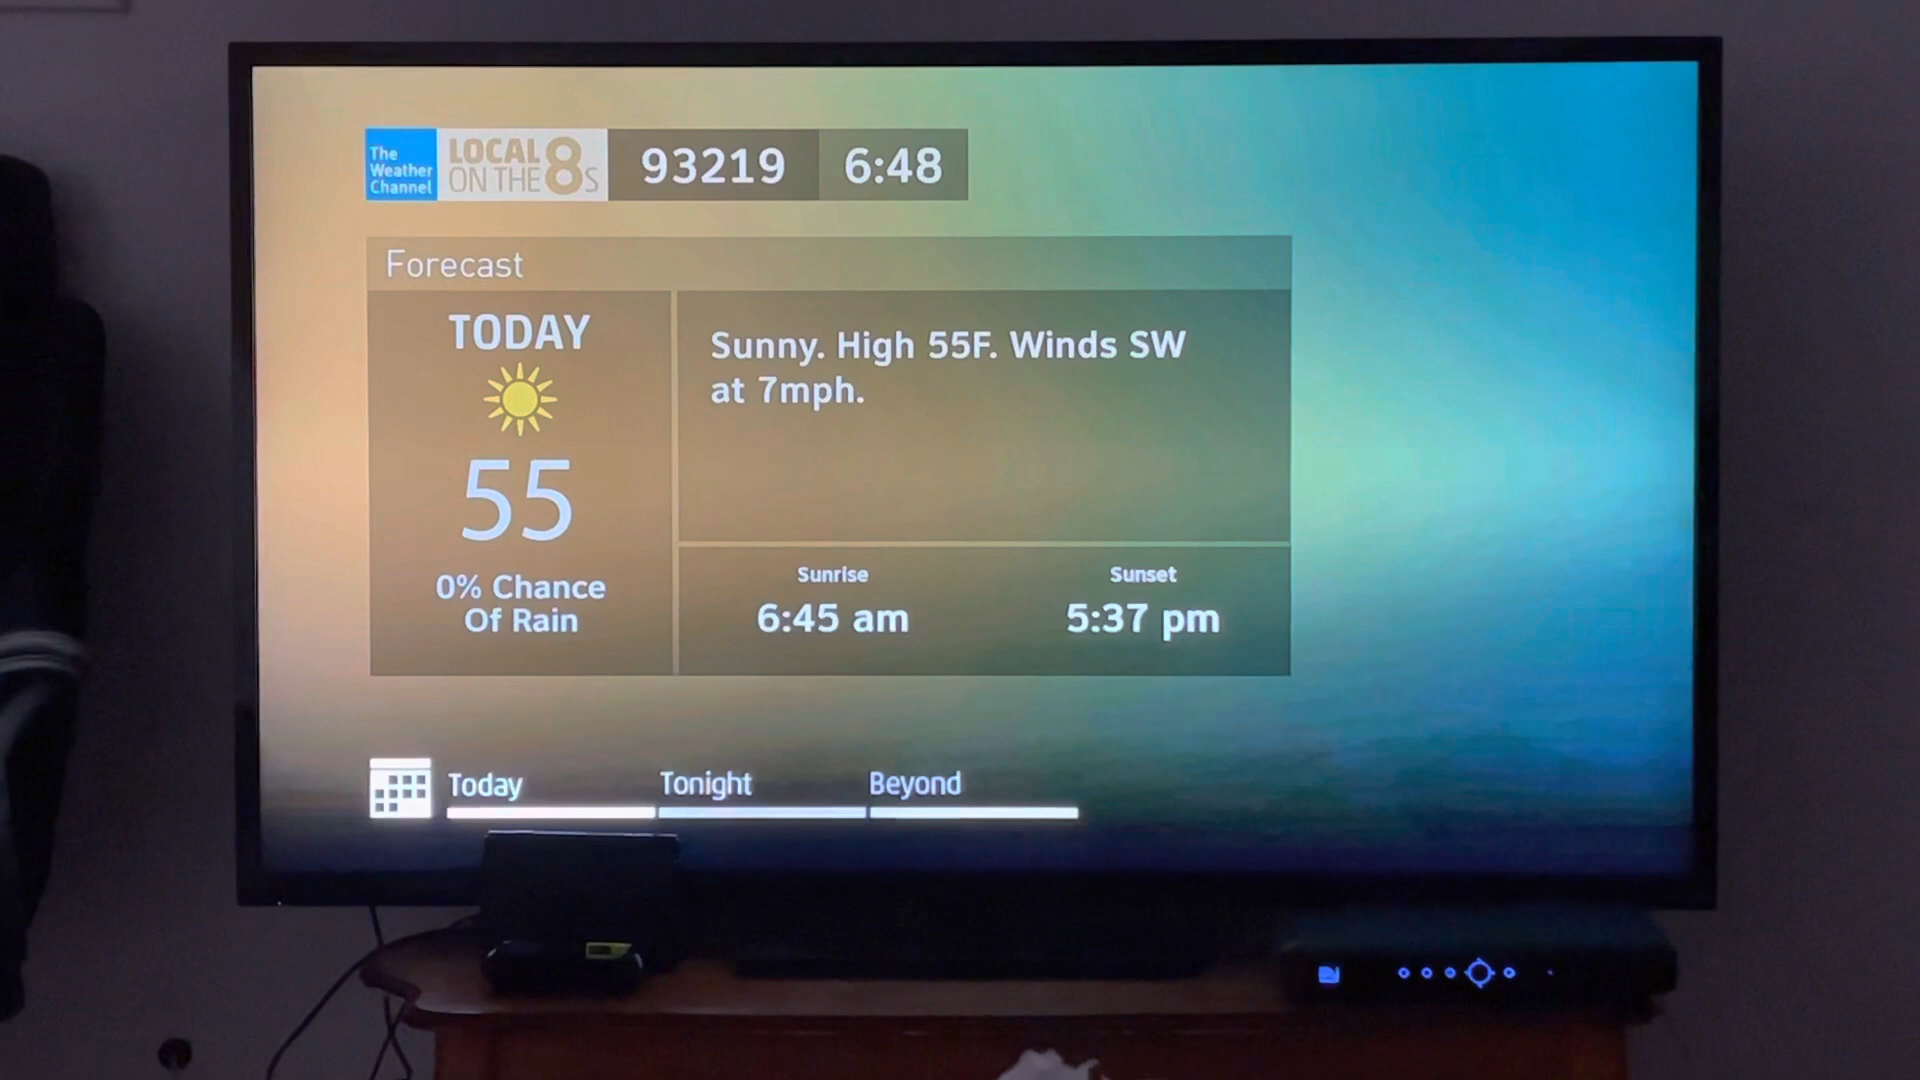 The
Weather
Channel
LOCAL
ON THE 8s
93219
6:48
Forecast
TODAY
55
0% Chance
Of Rain
Sunny. High 55F. Winds SW
at 7mph.
Sunrise
6:45 am
Sunset
5:37 pm
Today
Tonight
Beyond